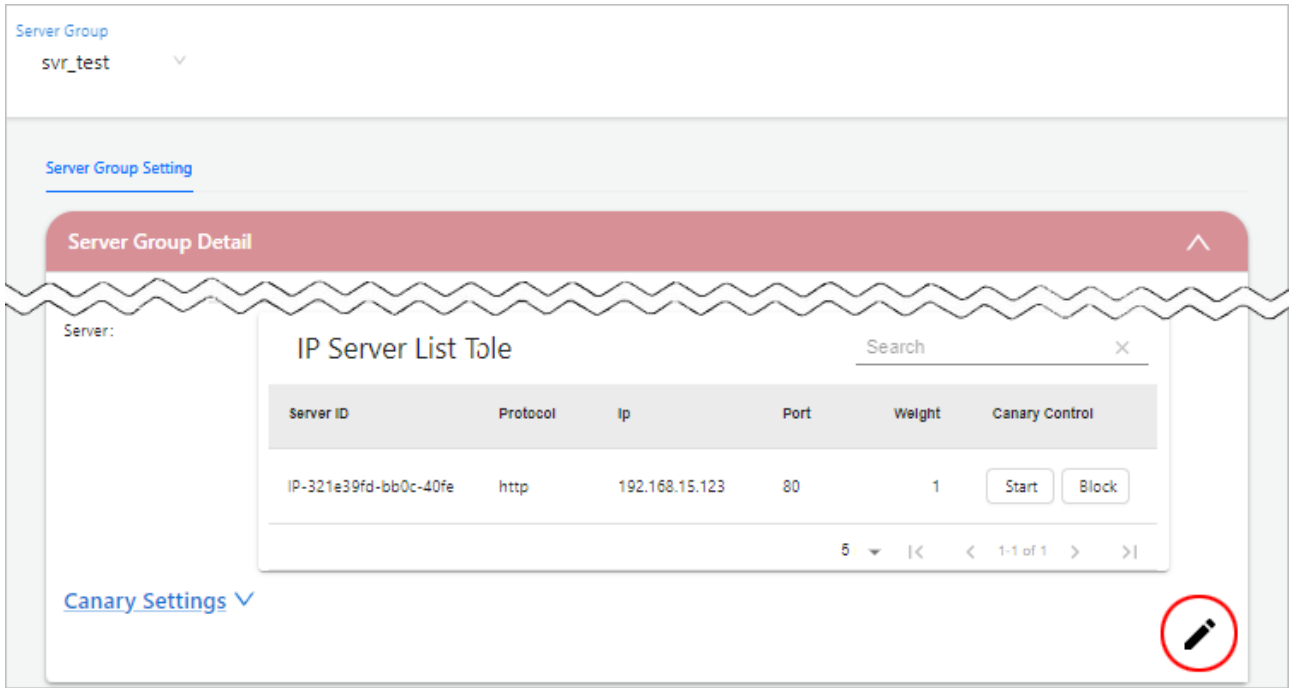 Server Group
svr_test
Server Group Setting
Server Group Detail
Server:
IP Server List Tole
Search
Server ID Protocol Ip Port Weight Canary Control
IP-321e39fd-bb0c-40fe http 192.168.15.123 80 1 Start Block
5 1-1 of 1
Canary Settings